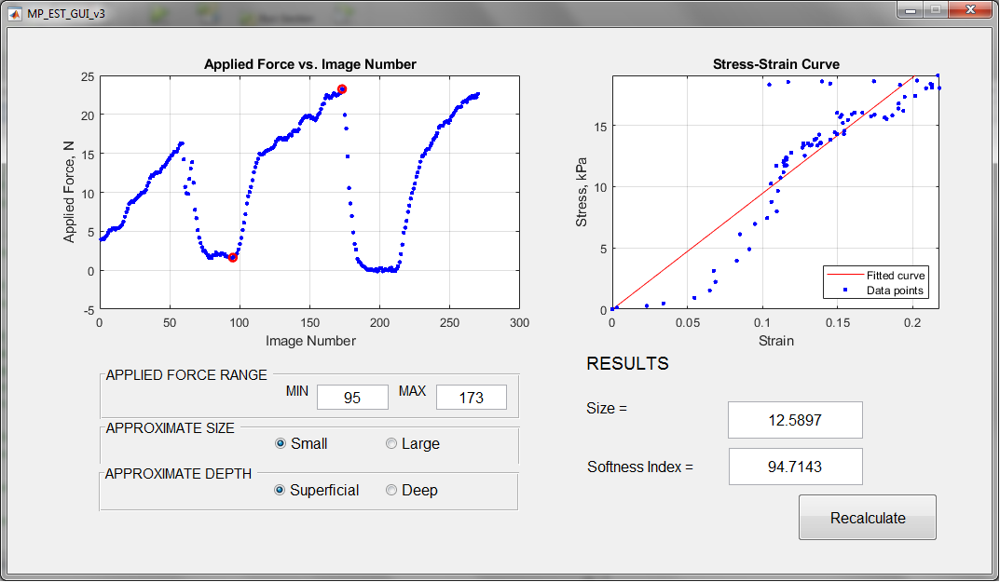 MP_EST_GUI_v3
Applied Force vs. Image Number
25
20
15
10
5
0
-5
Applied Force, N
0 50 100 150 200 250 300
Image Number
Stress-Strain Curve
15
10
5
0
Stress, kPa
Fitted curve
Data points
0 0.05 0.1 0.15 0.2
Strain
APPLIED FORCE RANGE
MIN 95 MAX 173
APPROXIMATE SIZE
Small Large
APPROXIMATE DEPTH
Superficial Deep
RESULTS
Size = 12.5897
Softness Index = 94.7143
Recalculate